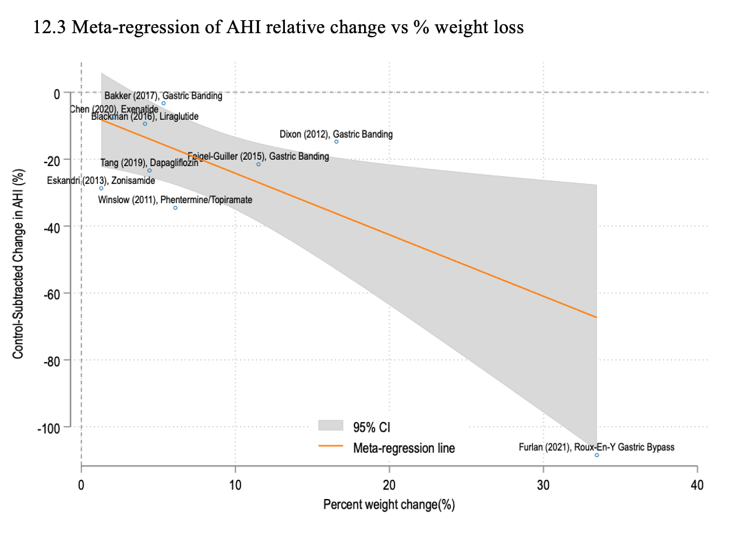 12.3 Meta-regression of AHI relative change vs % weight loss
Control-Subtracted Change in AHI (%)
0
-20
-40
-60
-80
-100
Bakker (2017), Gastric Banding
Chen (2020), Exenatide
Blackman (2016), Liraglutide
Dixon (2012), Gastric Banding
Feigel-Guiller (2015), Gastric Banding
Tang (2019), Dapagliflozin
Eskandri (2013), Zonisamide
Winslow (2011), Phentermine/Topiramate
Furlan (2021), Roux-En-Y Gastric Bypass
95% CI
Meta-regression line
0 10 20 30 40
Percent weight change(%)